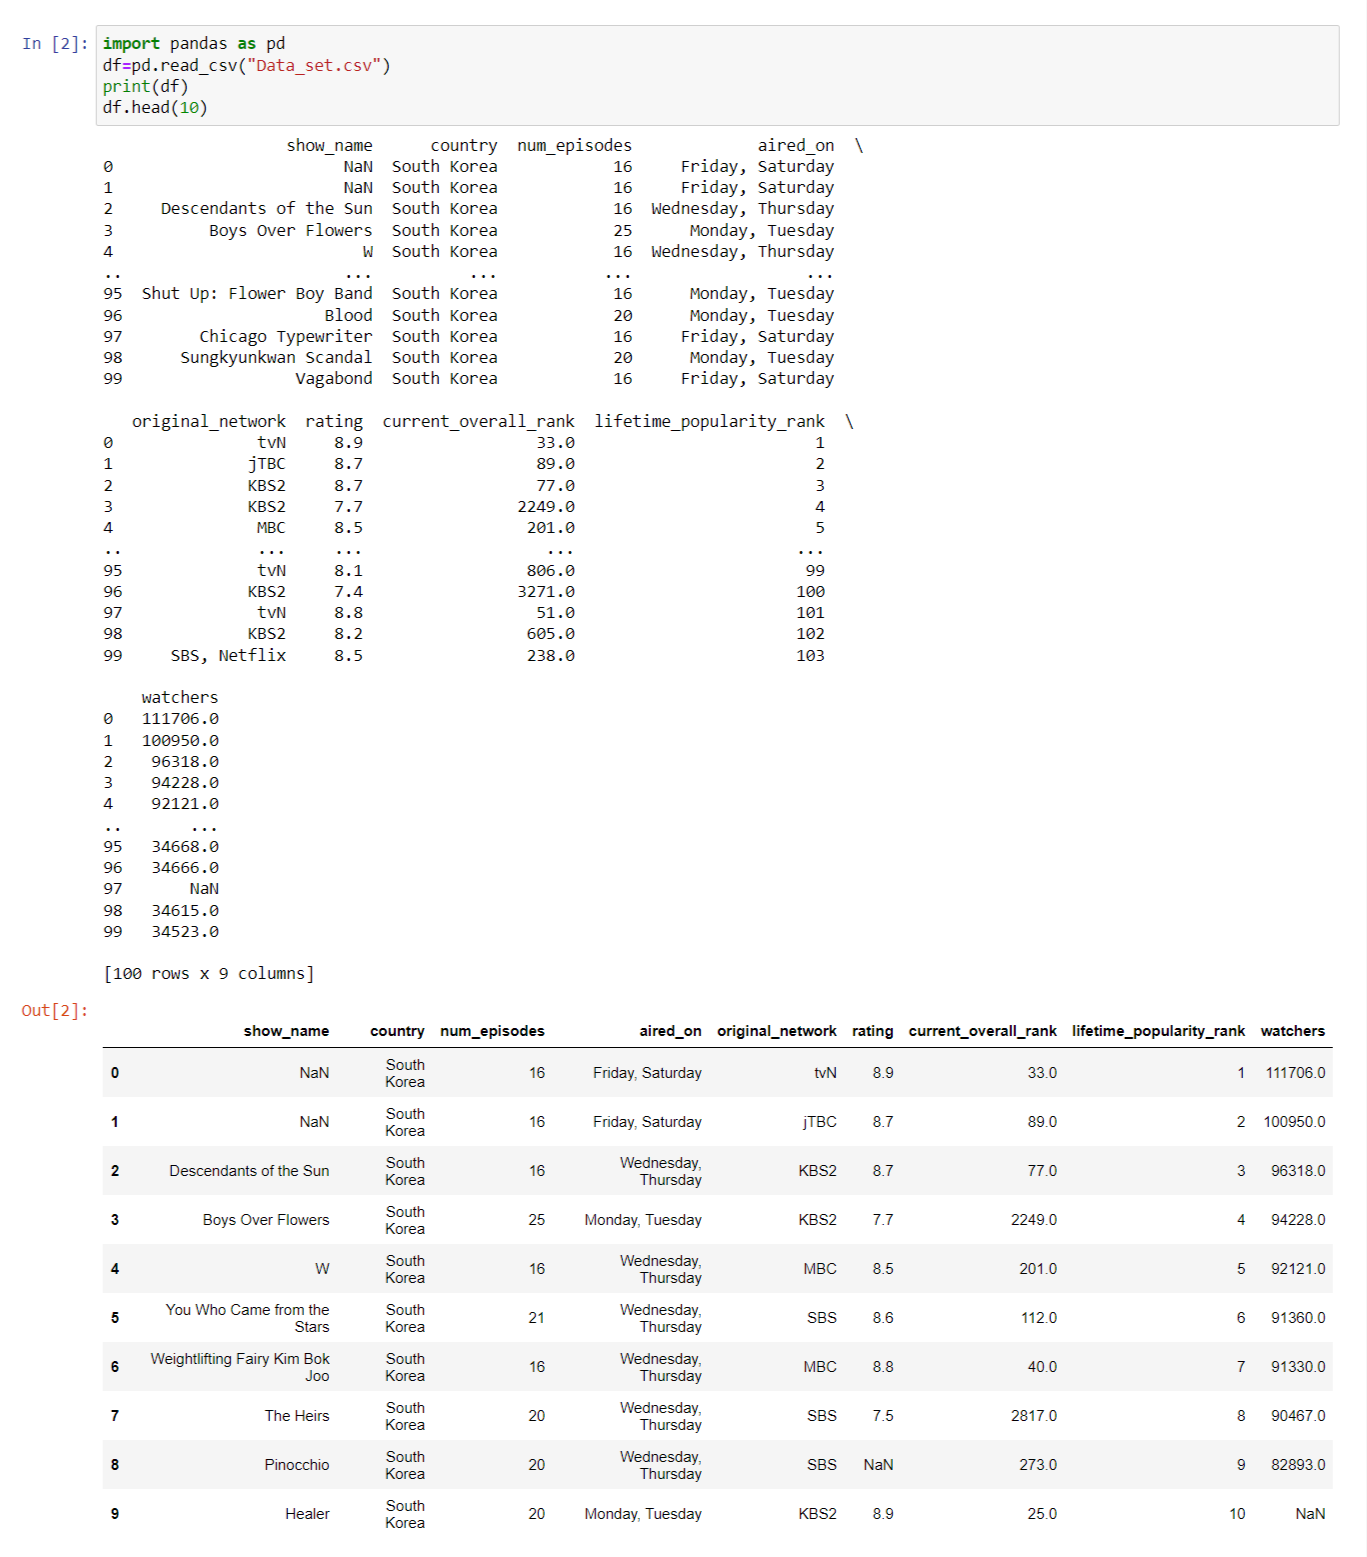 In [2]: import pandas as pd
df=pd.read_csv("Data_set.csv")
print(df)
df.head(10)
show_name country num_episodes aired_on \
0 NaN South Korea 16 Friday, Saturday
1 NaN South Korea 16 Friday, Saturday
2 Descendants of the Sun South Korea 16 Wednesday, Thursday
3 Boys Over Flowers South Korea 25 Monday, Tuesday
4 W South Korea 16 Wednesday, Thursday
.. ... ... ... ...
95 Shut Up: Flower Boy Band South Korea 16 Monday, Tuesday
96 Blood South Korea 20 Monday, Tuesday
97 Chicago Typewriter South Korea 16 Friday, Saturday
98 Sungkyunkwan Scandal South Korea 20 Monday, Tuesday
99 Vagabond South Korea 16 Friday, Saturday
original_network rating current_overall_rank lifetime_popularity_rank \
0 tvN 8.9 33.0 1
1 jTBC 8.7 89.0 2
2 KBS2 8.7 77.0 3
3 KBS2 7.7 2249.0 4
4 MBC 8.5 201.0 5
.. ... ... ... ...
95 tvN 8.1 806.0 99
96 KBS2 7.4 3271.0 100
97 tvN 8.8 51.0 101
98 KBS2 8.2 605.0 102
99 SBS, Netflix 8.5 238.0 103
watchers
0 111706.0
1 100950.0
2 96318.0
3 94228.0
4 92121.0
.. ...
95 34668.0
96 34666.0
97 NaN
98 34615.0
99 34523.0
[100 rows x 9 columns]
Out[2]:
show_name country num_episodes aired_on original_network rating current_overall_rank lifetime_popularity_rank watchers
0 NaN South Korea 16 Friday, Saturday tvN 8.9 33.0 1 111706.0
1 NaN South Korea 16 Friday, Saturday jTBC 8.7 89.0 2 100950.0
2 Descendants of the Sun South Korea 16 Wednesday, Thursday KBS2 8.7 77.0 3 96318.0
3 Boys Over Flowers South Korea 25 Monday, Tuesday KBS2 7.7 2249.0 4 94228.0
4 W South Korea 16 Wednesday, Thursday MBC 8.5 201.0 5 92121.0
5 You Who Came from the Stars South Korea 21 Wednesday, Thursday SBS 8.6 112.0 6 91360.0
6 Weightlifting Fairy Kim Bok Joo South Korea 16 Wednesday, Thursday MBC 8.8 40.0 7 91330.0
7 The Heirs South Korea 20 Wednesday, Thursday SBS 7.5 2817.0 8 90467.0
8 Pinocchio South Korea 20 Wednesday, Thursday SBS NaN 273.0 9 82893.0
9 Healer South Korea 20 Monday, Tuesday KBS2 8.9 25.0 10 NaN